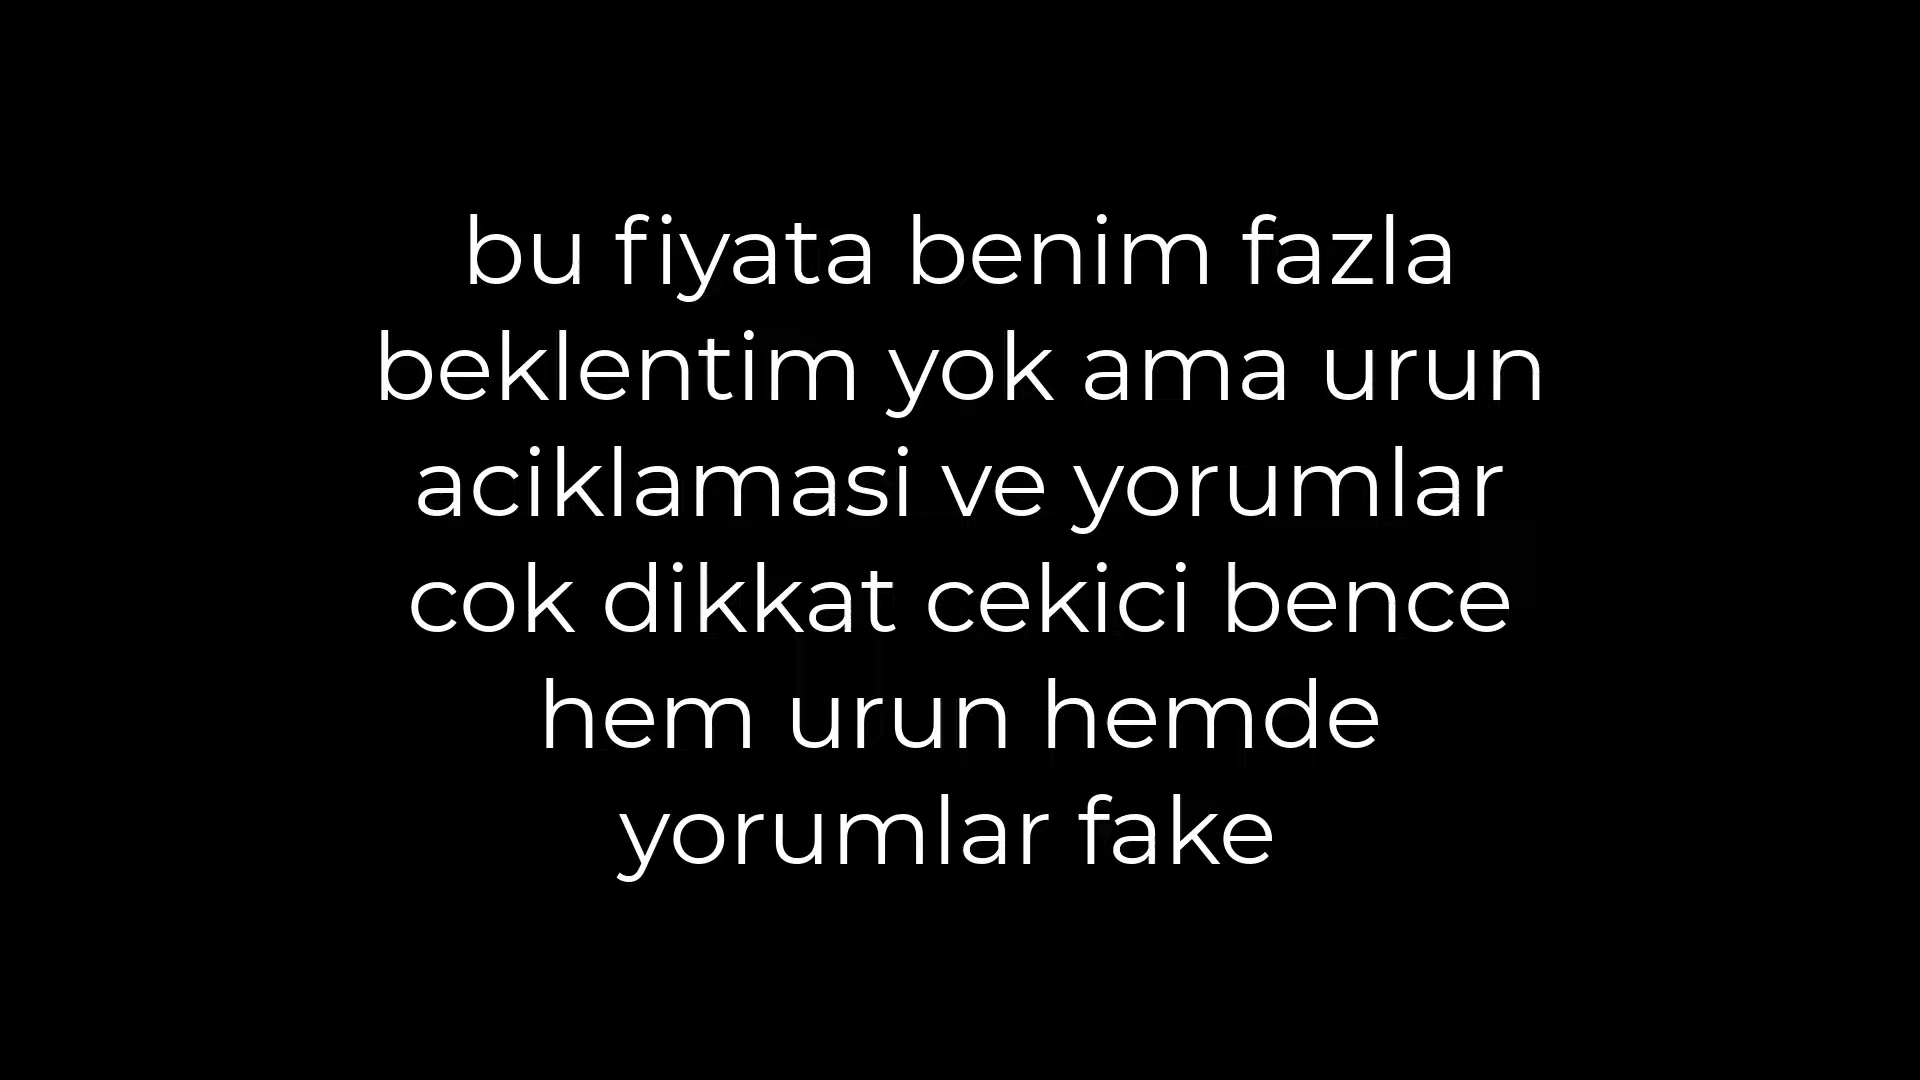 bu fiyata benim fazla
beklentim yok ama urun
aciklamasi ve yorumlar
cok dikkat cekici bence
hem urun hemde
yorumlar fake